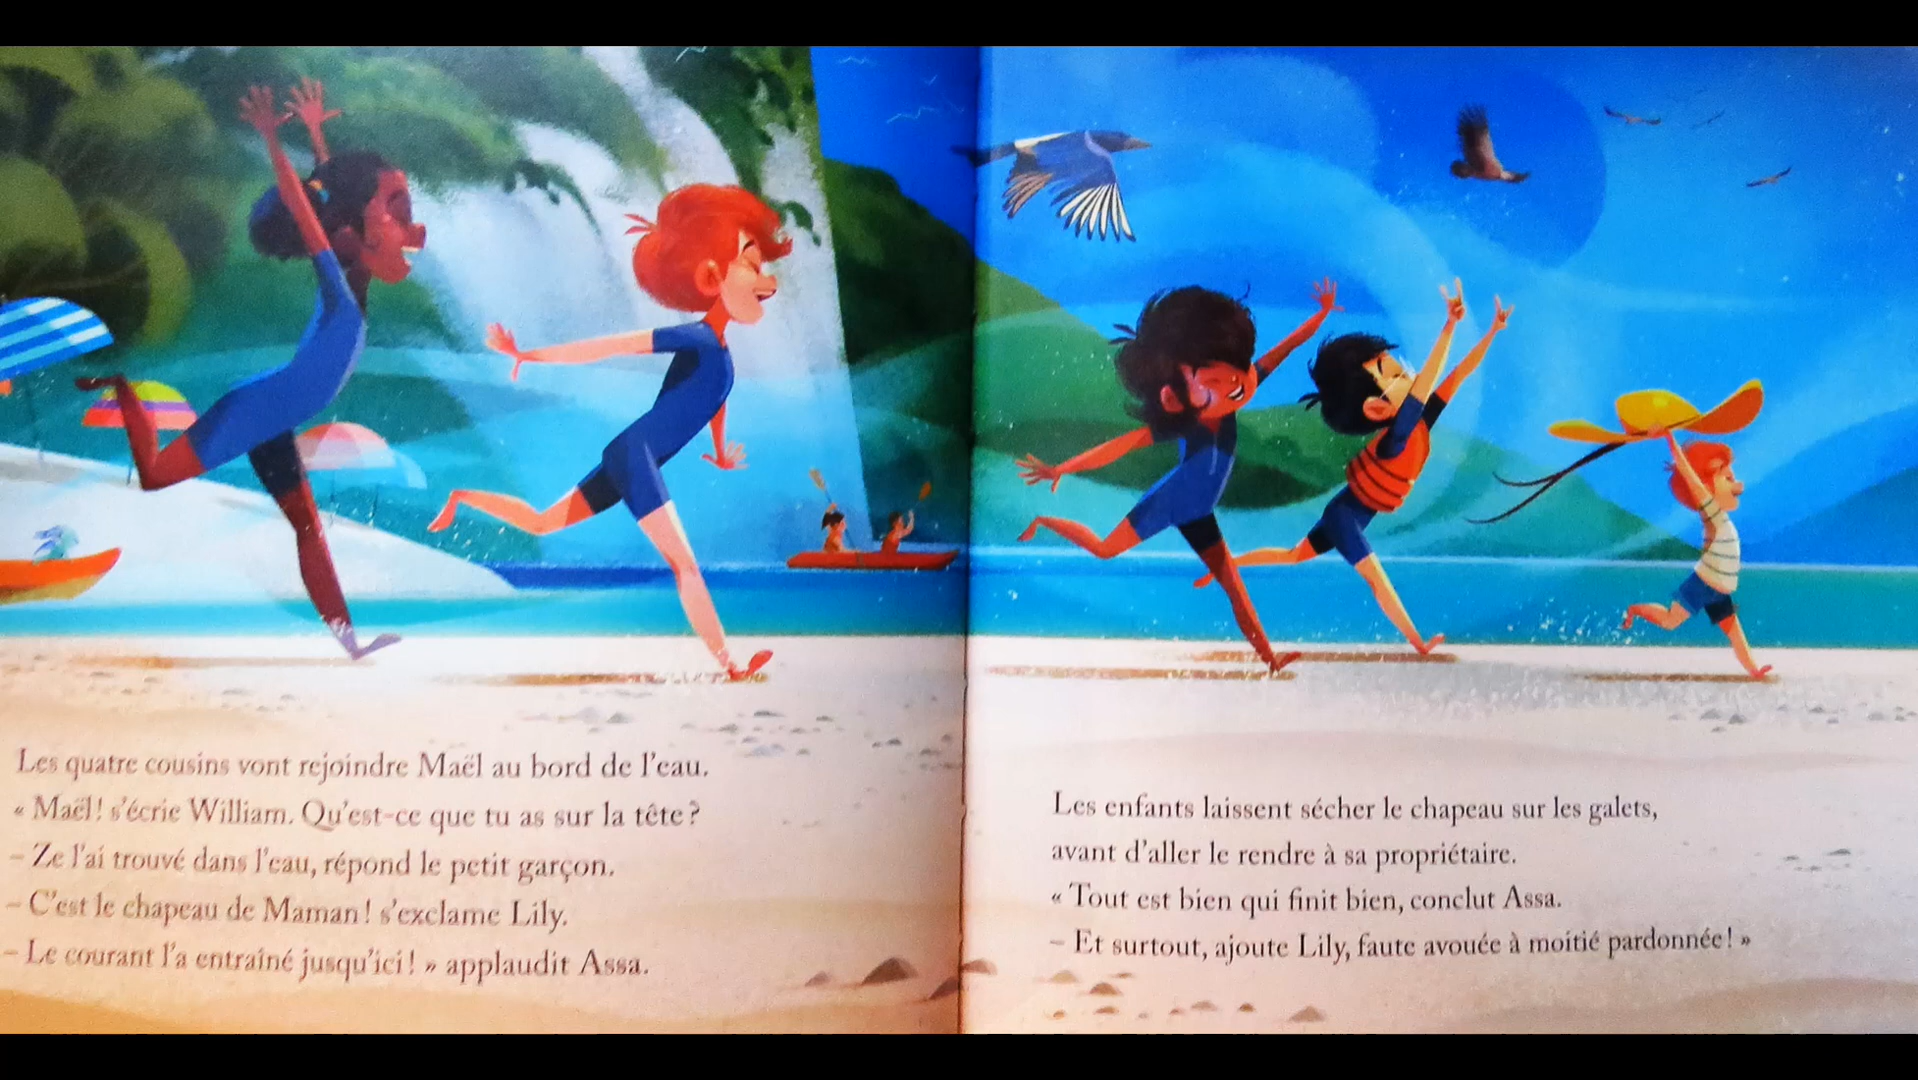 Les quatre cousins vont rejoindre Maël au bord de l'eau.
« Maël ! s'écrie William. Qu'est-ce que tu as sur la tête ?
– Ze l'ai trouvé dans l'eau, répond le petit garçon.
– C'est le chapeau de Maman ! s'exclame Lily.
– Le courant l'a entraîné jusqu'ici ! » applaudit Assa.
Les enfants laissent sécher le chapeau sur les galets,
avant d'aller le rendre à sa propriétaire.
« Tout est bien qui finit bien, conclut Assa.
– Et surtout, ajoute Lily, faute avouée à moitié pardonnée ! »